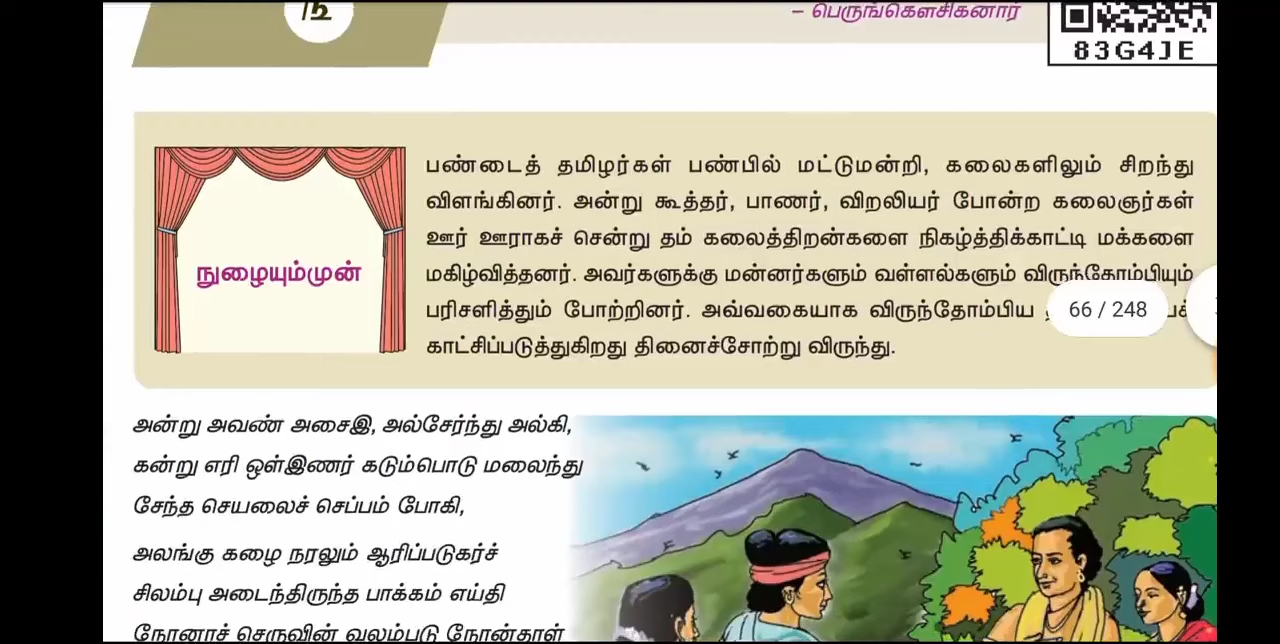 – பெருங்கௌசிகனார்
83G4JE
நுழையும்முன்
பண்டைத் தமிழர்கள் பண்பில் மட்டுமன்றி, கலைகளிலும் சிறந்து
விளங்கினர். அன்று கூத்தர், பாணர், விறலியர் போன்ற கலைஞர்கள்
ஊர் ஊராகச் சென்று தம் கலைத்திறன்களை நிகழ்த்திக்காட்டி மக்களை
மகிழ்வித்தனர். அவர்களுக்கு மன்னர்களும் வள்ளல்களும் விருந்தோம்பியும்
பரிசளித்தும் போற்றினர். அவ்வகையாக விருந்தோம்பிய
66 / 248
காட்சிப்படுத்துகிறது தினைச்சோற்று விருந்து.
அன்று அவண் அசைஇ, அல்சேர்ந்து அல்கி,
கன்று எரி ஒள்இணர் கடும்பொடு மலைந்து
சேந்த செயலைச் செப்பம் போகி,
அலங்கு கழை நரலும் ஆரிப்படுகர்ச்
சிலம்பு அடைந்திருந்த பாக்கம் எய்தி
நோனாச் செருவின் வலம்படு நோன்தாள்